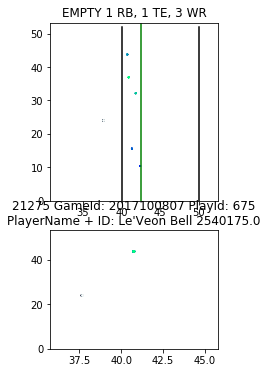 EMPTY 1 RB, 1 TE, 3 WR
50
40
30
20
10
0
35 40 45 50
21275 GameId: 2017100807 PlayId: 675
PlayerName + ID: Le'Veon Bell 2540175.0
40
20
0
37.5 40.0 42.5 45.0